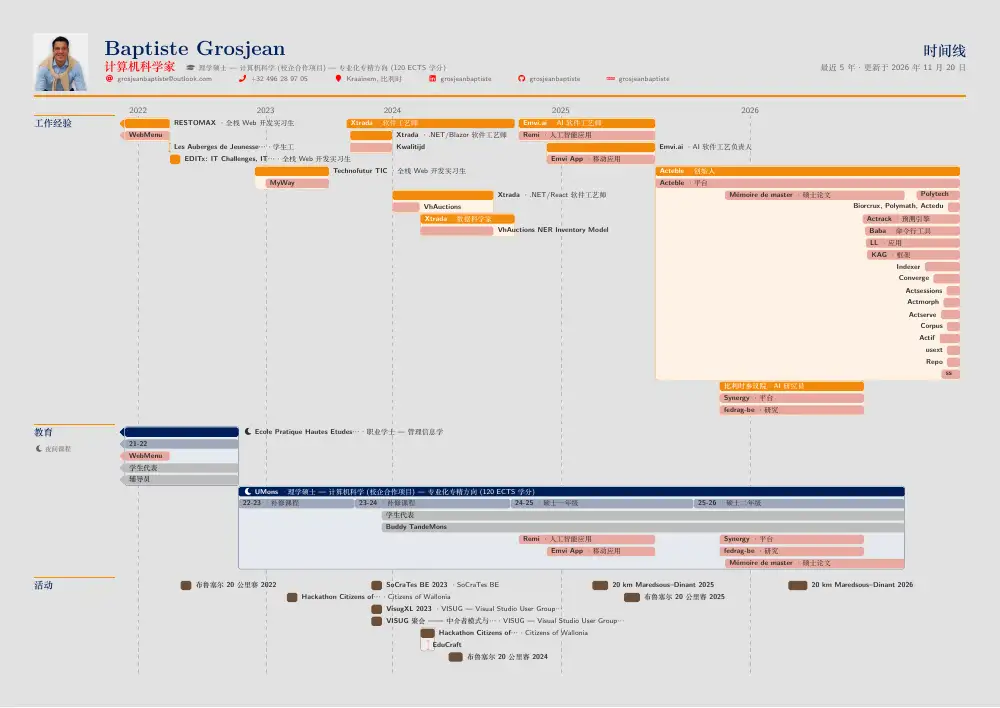 Baptiste Grosjean
计算机科学家
理学硕士 — 计算机科学 (校企合作项目) — 专业化专精方向 (120 ECTS 学分)
grosjeanbaptiste@outlook.com
+32 496 28 97 05
Kraainem, 比利时
grosjeanbaptiste
grosjeanbaptiste
grosjeanbaptiste
时间线
最近 5 年 · 更新于 2026 年 11 月 20 日
2022 2023 2024 2025 2026
工作经验
RESTOMAX · 全栈 Web 开发实习生
WebMenu
Les Auberges de Jeunesse··· · 学生工
EDITx: IT Challenges, IT··· · 全栈 Web 开发实习生
Technofutur TIC · 全栈 Web 开发实习生
MyWay
Xtrada · 软件工艺师
Xtrada · .NET/Blazor 软件工艺师
Kwalitijd
Xtrada · .NET/React 软件工艺师
VhAuctions
Xtrada · 数据科学家
VhAuctions NER Inventory Model
Emvi.ai · AI 软件工艺师
Remi · 人工智能应用
Emvi.ai · AI 软件工艺负责人
Emvi App · 移动应用
Acteble · 创始人
Acteble · 平台
Mémoire de master · 硕士论文
Polytech
Biorcrux, Polymath, Actedu
Actrack · 预测引擎
Baba · 命令行工具
LL · 应用
KAG · 框架
Indexer
Converge
Actsessions
Actmorph
Actserve
Corpus
Actif
usext
Repo
ss
AI 研究员
Synergy · 平台
fedrag-be · 研究
教育
夜间课程
Ecole Pratique Hautes Etudes··· · 职业学士 — 管理信息学
21-22
WebMenu
学生代表
辅导员
UMons 理学硕士 — 计算机科学 (校企合作项目) — 专业化专精方向 (120 ECTS 学分)
22-23 · 补修课程
23-24 · 补修课程
24-25 · 硕士一年级
25-26 · 硕士二年级
学生代表
Buddy TandeMons
Remi · 人工智能应用
Synergy · 平台
Emvi App · 移动应用
fedrag-be · 研究
Mémoire de master · 硕士论文
活动
布鲁塞尔 20 公里赛 2022
SoCraTes BE 2023 · SoCraTes BE
20 km Maredsous–Dinant 2025
20 km Maredsous–Dinant 2026
Hackathon Citizens of··· · Citizens of Wallonia
布鲁塞尔 20 公里赛 2025
VisugXL 2023 · VISUG — Visual Studio User Group···
VISUG 聚会 —— 中介者模式与··· · VISUG — Visual Studio User Group···
Hackathon Citizens of··· · Citizens of Wallonia
EduCraft
布鲁塞尔 20 公里赛 2024